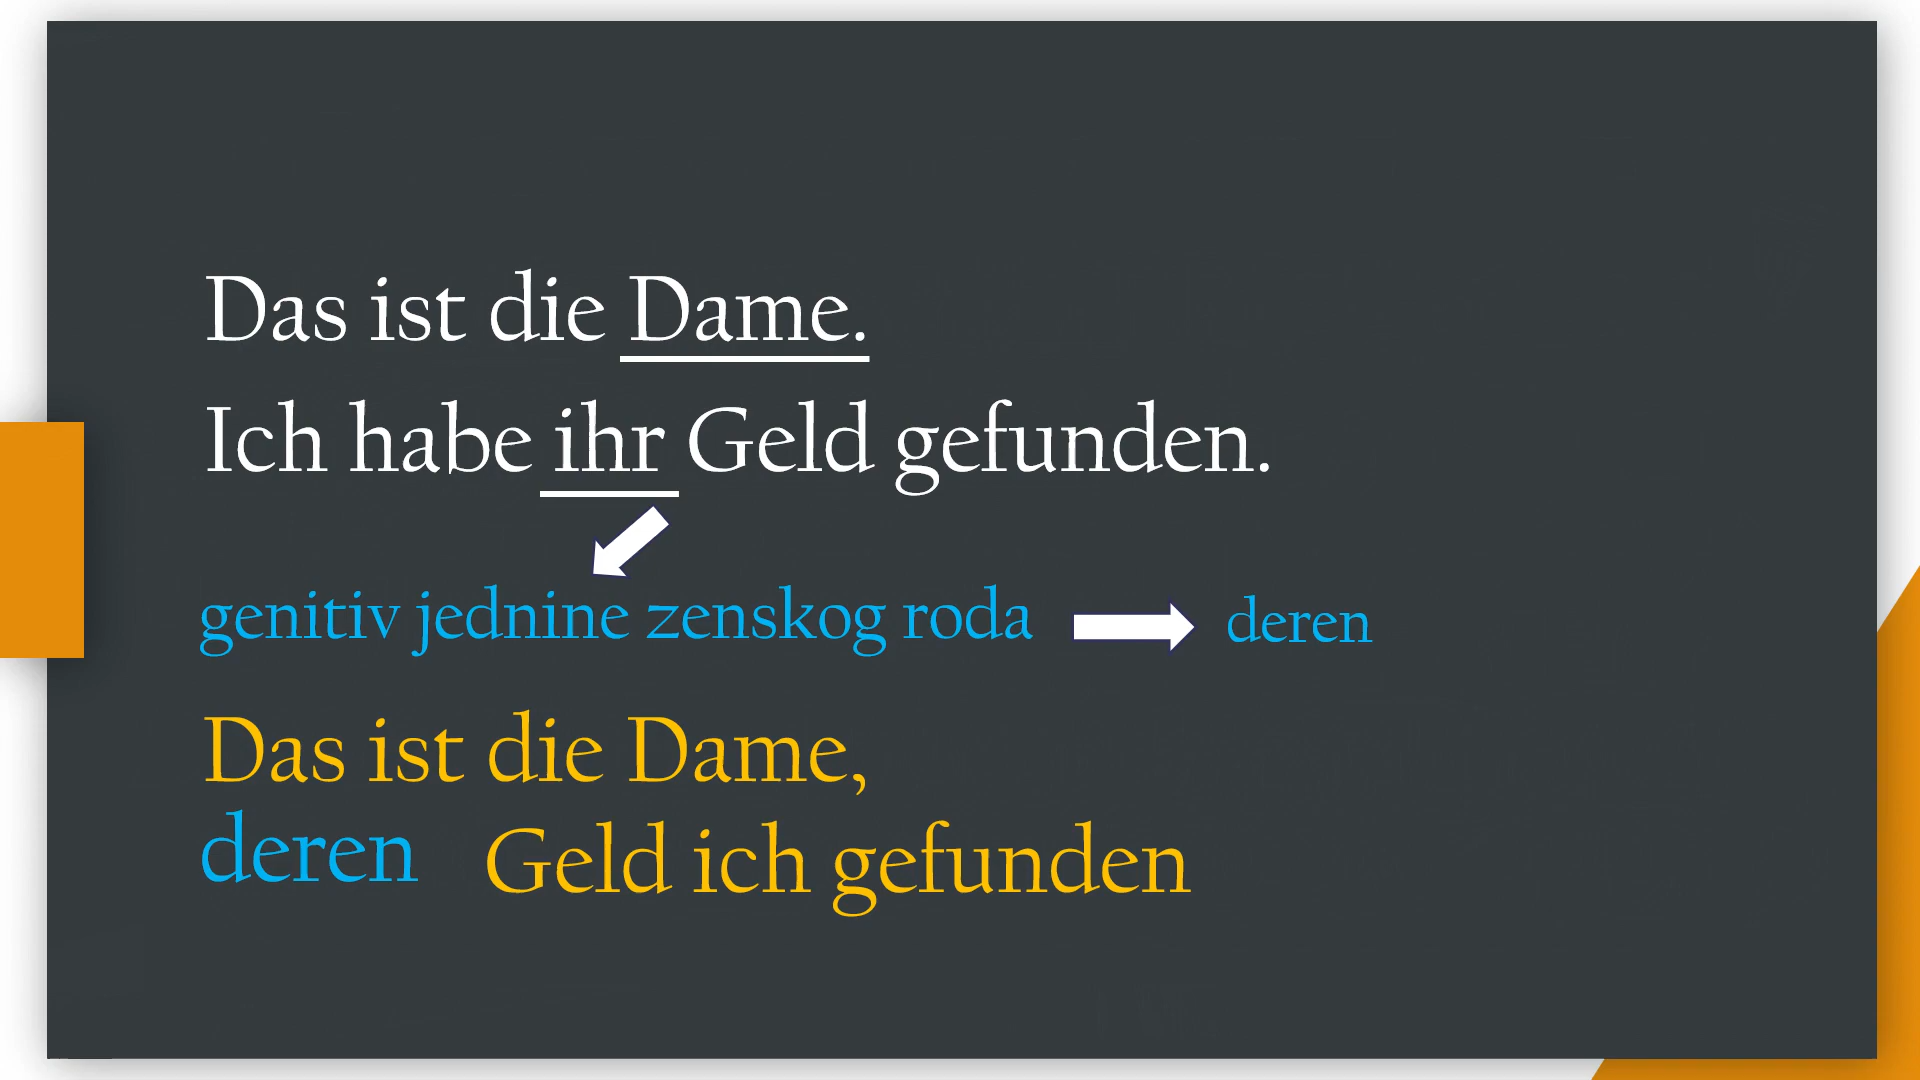 Das ist die Dame.
Ich habe ihr Geld gefunden.
genitiv jednine zenskog roda deren
Das ist die Dame,
deren Geld ich gefunden